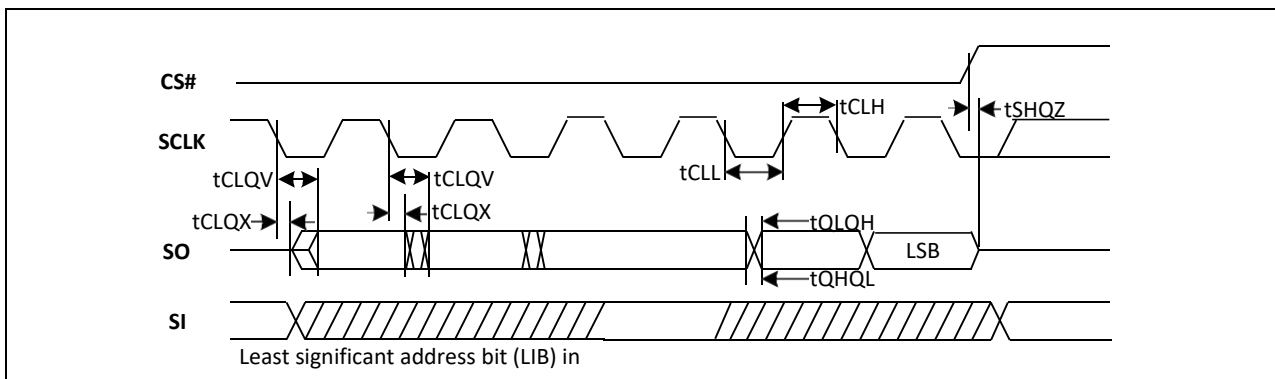 CS#
tCLH
tSHQZ
SCLK
tCLL
tCLQV
tCLQV
tCLQX
tCLQX
tQLQH
SO
LSB
tQHQL
SI
Least significant address bit (LIB) in